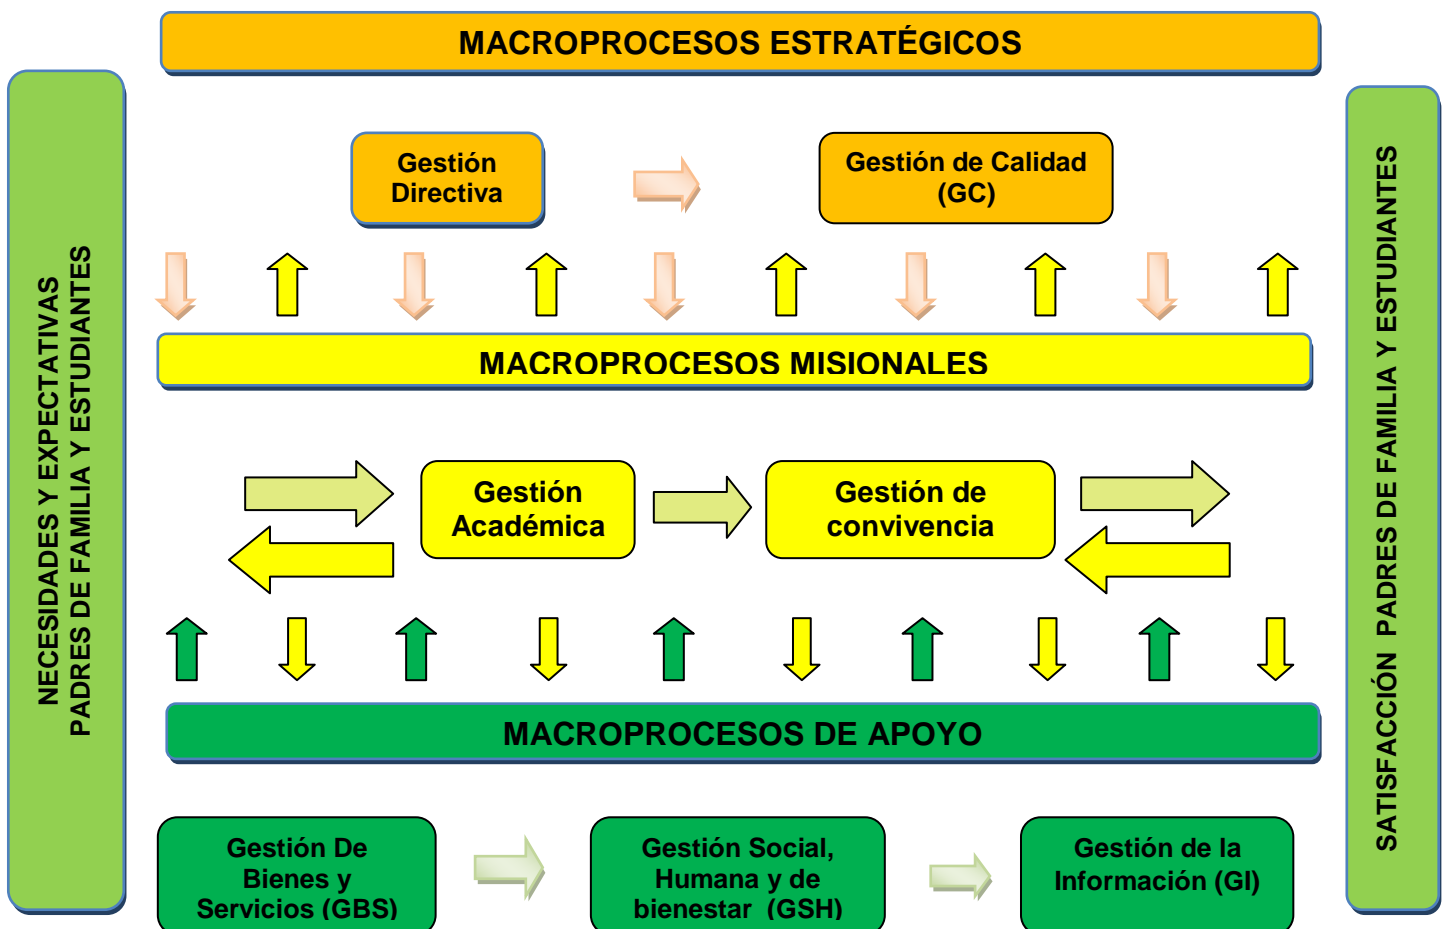 MACROPROCESOS ESTRATÉGICOS
NECESIDADES Y EXPECTATIVAS
PADRES DE FAMILIA Y ESTUDIANTES
Gestión
Directiva
Gestión de Calidad
(GC)
MACROPROCESOS MISIONALES
Gestión
Académica
Gestión de
convivencia
MACROPROCESOS DE APOYO
Gestión De
Bienes y
Servicios (GBS)
Gestión Social,
Humana y de
bienestar (GSH)
Gestión de la
Información (GI)
SATISFACCIÓN PADRES DE FAMILIA Y ESTUDIANTES